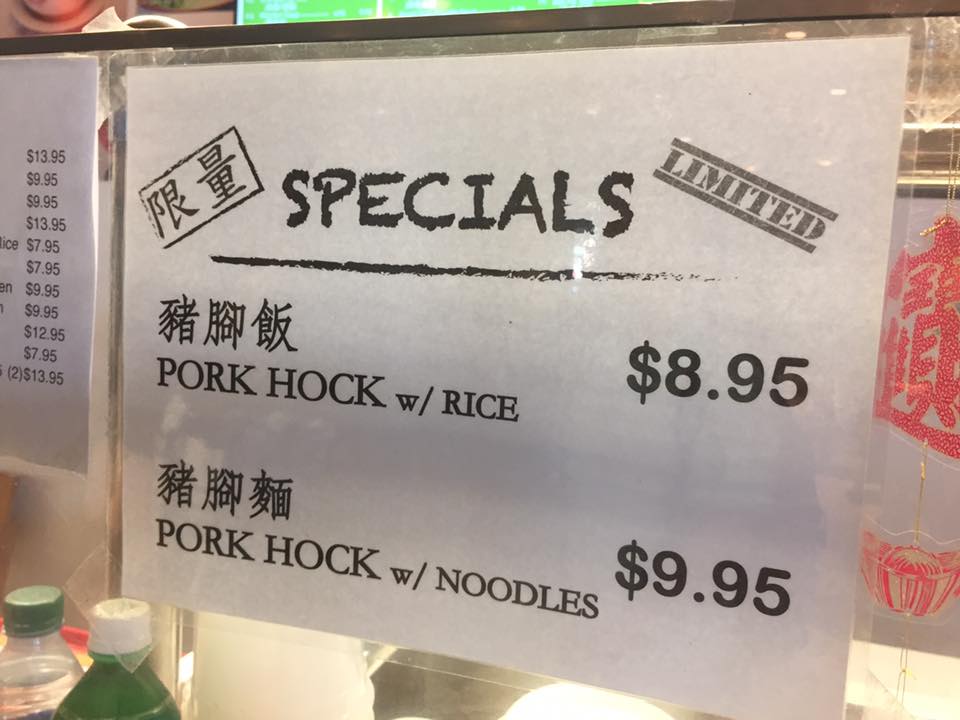 限量
SPECIALS
LIMITED
豬腳飯
PORK HOCK w/ RICE
$8.95
豬腳麵
PORK HOCK w/ NOODLES
$9.95
$13.95
$9.95
$9.95
$13.95
$7.95
$7.95
$9.95
$9.95
$12.95
$7.95
(2)$13.95